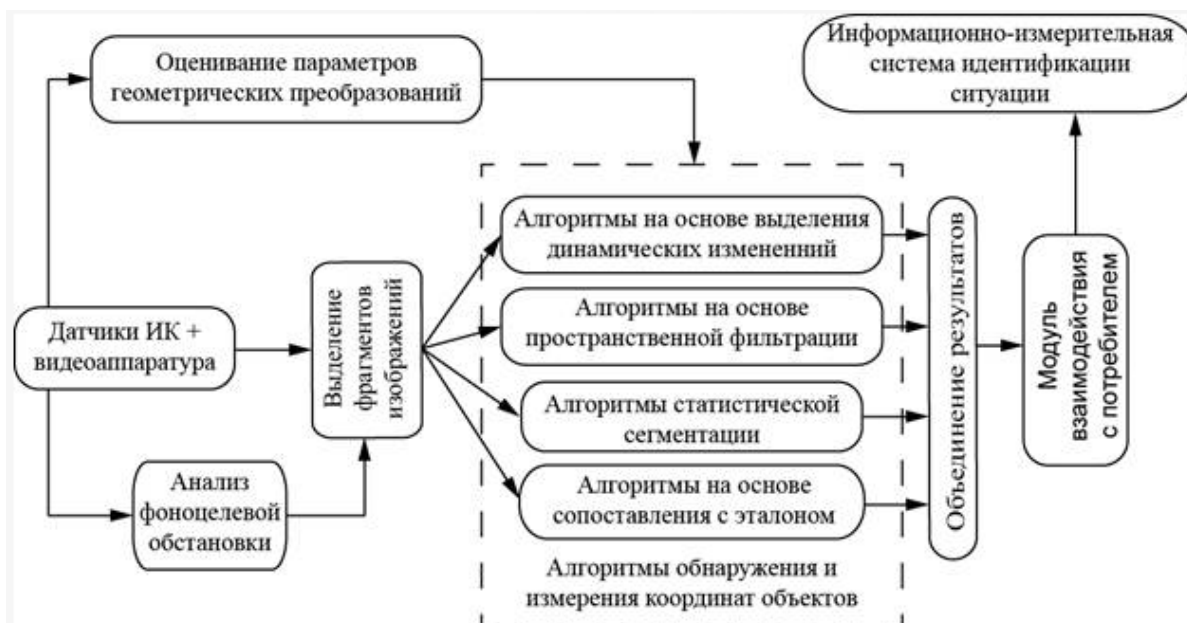 Оценивание параметров
геометрических преобразований
Информационно-измерительная
система идентификации
ситуации
Датчики ИК +
видеоаппаратура
Анализ
фоноцелевой
обстановки
Выделение
фрагментов
изображений
Алгоритмы на основе выделения
динамических измененний
Алгоритмы на основе
пространственной фильтрации
Алгоритмы статистической
сегментации
Алгоритмы на основе
сопоставления с эталоном
Алгоритмы обнаружения и
измерения координат объектов
Объединение результатов
Модуль
взаимодействия
с потребителем